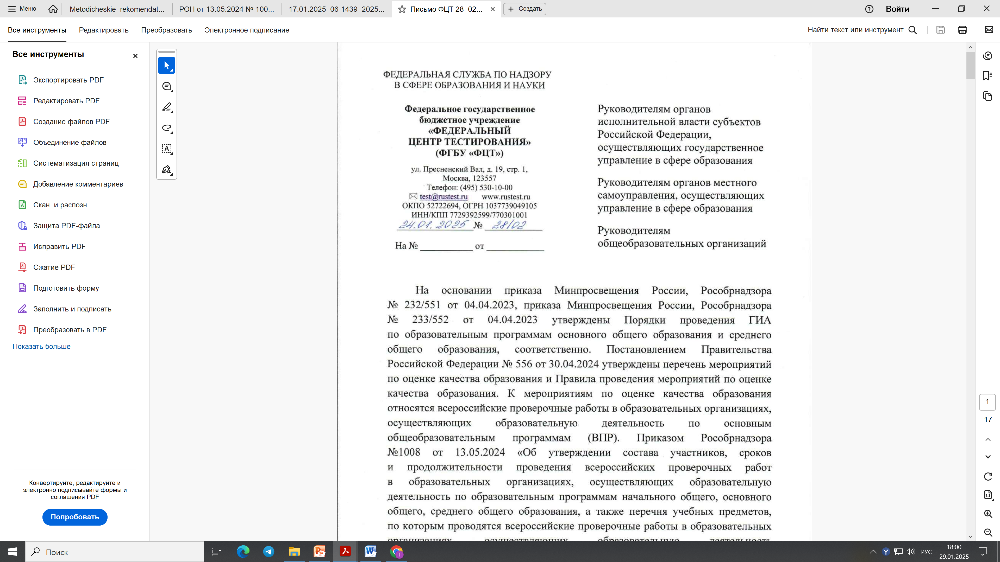 Меню
Metodicheskie_rekomendat...
РОН от 13.05.2024 № 100...
17.01.2025_06-1439_2025...
Письмо ФЦТ 28_02...
Создать
Войти
Все инструменты
Редактировать
Преобразовать
Электронное подписание
Найти текст или инструмент
Все инструменты
Экспортировать PDF
Редактировать PDF
Создание файлов PDF
Объединение файлов
Систематизация страниц
Добавление комментариев
Скан. и распозн.
Защита PDF-файла
Исправить PDF
Сжатие PDF
Подготовить форму
Заполнить и подписать
Преобразовать в PDF
Показать больше
Конвертируйте, редактируйте и
электронно подписывайте формы и
соглашения PDF
Попробовать
ФЕДЕРАЛЬНАЯ СЛУЖБА ПО НАДЗОРУ
В СФЕРЕ ОБРАЗОВАНИЯ И НАУКИ
Федеральное государственное
бюджетное учреждение
«ФЕДЕРАЛЬНЫЙ
ЦЕНТР ТЕСТИРОВАНИЯ»
(ФГБУ «ФЦТ»)
ул. Пресненский Вал, д. 19, стр. 1,
Москва, 123557
Телефон: (495) 530-10-00
test@rustest.ru www.rustest.ru
ОКПО 52722694, ОГРН 1037739049105
ИНН/КПП 7729392599/770301001
24.01.2025 № 28/02
На № ___________ от ____________
Руководителям органов
исполнительной власти субъектов
Российской Федерации,
осуществляющих государственное
управление в сфере образования
Руководителям органов местного
самоуправления, осуществляющих
управление в сфере образования
Руководителям
общеобразовательных организаций
На основании приказа Минпросвещения России, Рособрнадзора
№ 232/551 от 04.04.2023, приказа Минпросвещения России, Рособрнадзора
№ 233/552 от 04.04.2023 утверждены Порядки проведения ГИА
по образовательным программам основного общего образования и среднего
общего образования, соответственно. Постановлением Правительства
Российской Федерации № 556 от 30.04.2024 утверждены перечень мероприятий
по оценке качества образования и Правила проведения мероприятий по оценке
качества образования. К мероприятиям по оценке качества образования
относятся всероссийские проверочные работы в образовательных организациях,
осуществляющих образовательную деятельность по основным
общеобразовательным программам (ВПР). Приказом Рособрнадзора
№1008 от 13.05.2024 «Об утверждении состава участников, сроков
и продолжительности проведения всероссийских проверочных работ
в образовательных организациях, осуществляющих образовательную
деятельность по образовательным программам начального общего, основного
общего, среднего общего образования, а также перечня учебных предметов,
по которым проводятся всероссийские проверочные работы в образовательных
организациях, осуществляющих образовательную деятельность
1
17
Поиск
РУС
18:00
29.01.2025